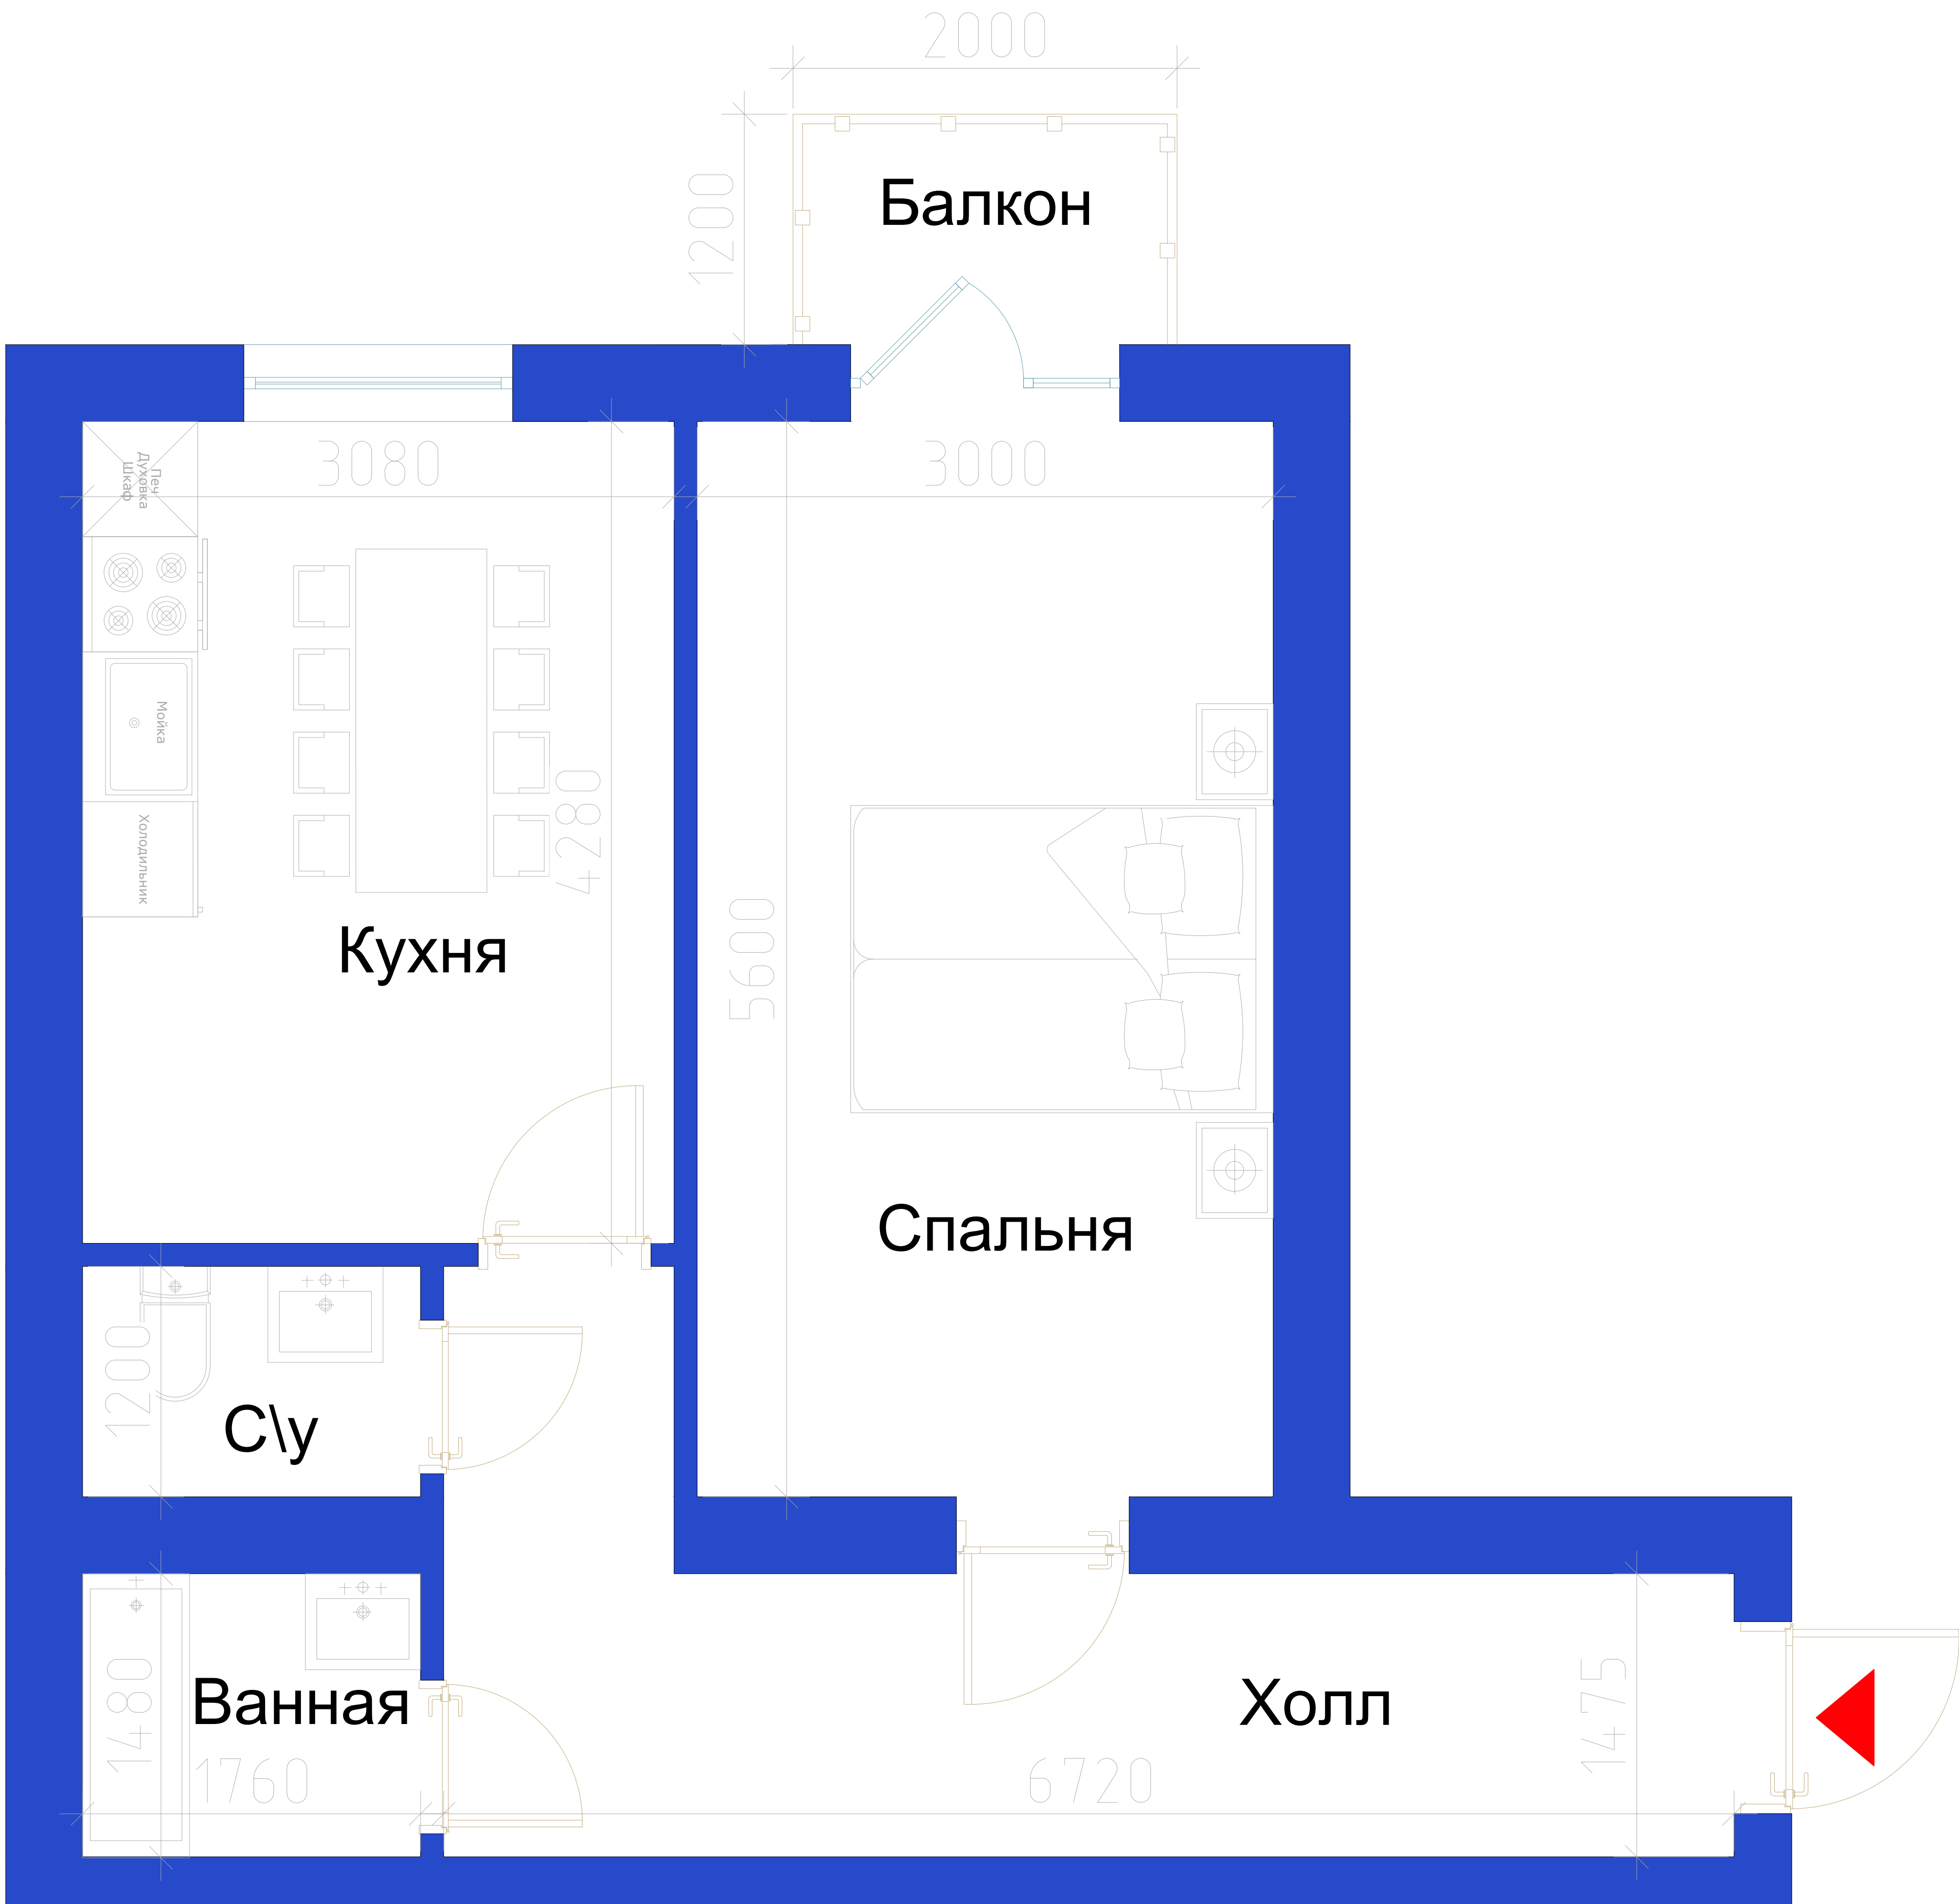 2000
1200
Балкон
3080
3000
Печ
Духовка
Шкаф
Мойка
4280
Холодильник
Кухня
5600
Спальня
1200
С\у
1480
Ванная
1760
Холл
1475
6720